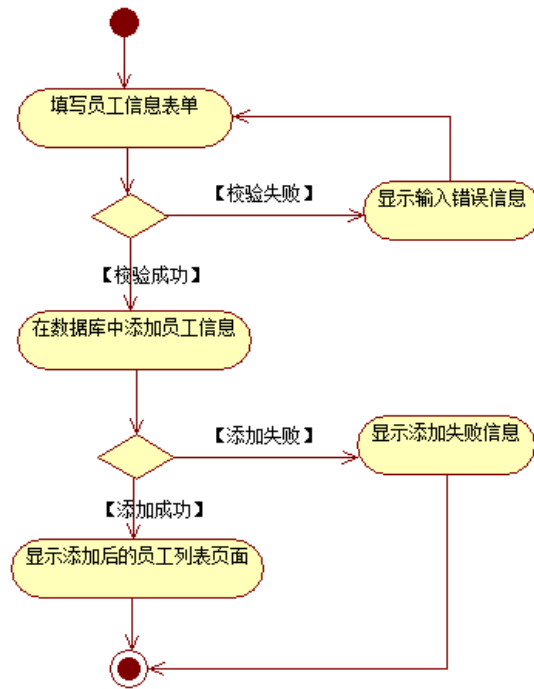 填写员工信息表单
【校验失败】
显示输入错误信息
【校验成功】
在数据库中添加员工信息
【添加失败】
显示添加失败信息
【添加成功】
显示添加后的员工列表页面